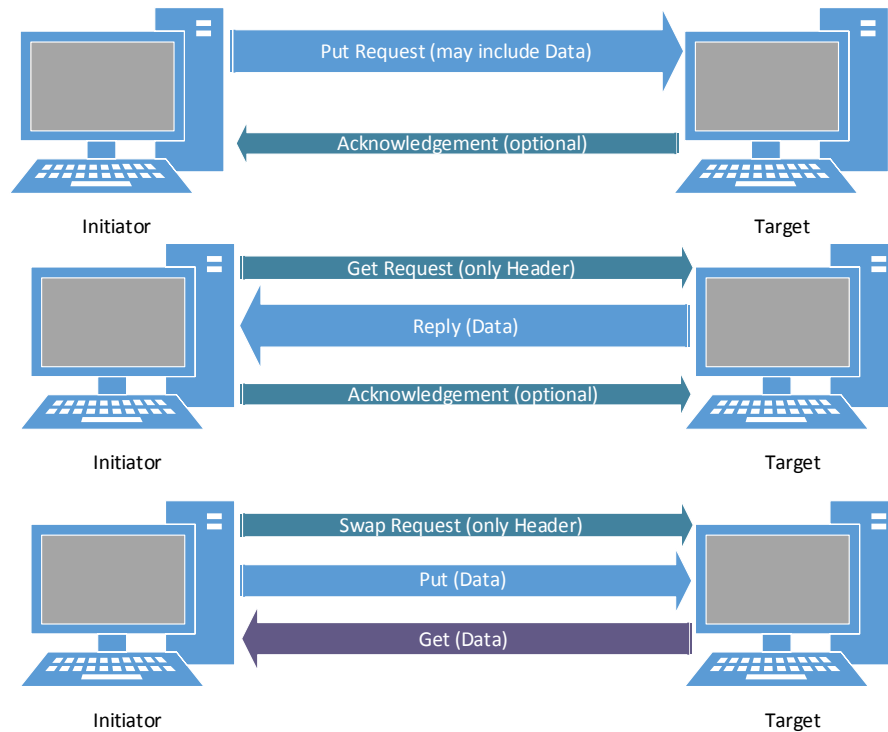 Put Request (may include Data)
Acknowledgement (optional)
Initiator
Target
Get Request (only Header)
Reply (Data)
Acknowledgement (optional)
Initiator
Target
Swap Request (only Header)
Put (Data)
Get (Data)
Initiator
Target